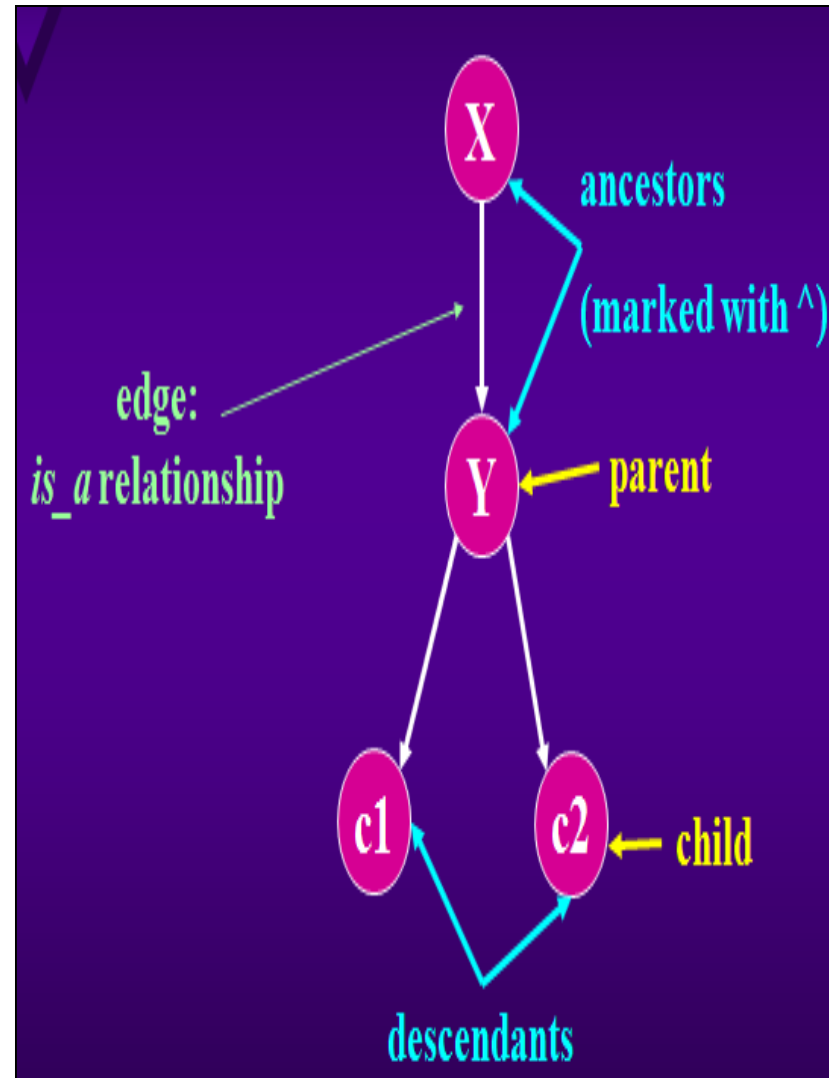 X
ancestors
(marked with ^)
edge:
is_a relationship
Y
parent
c1
c2
child
descendants